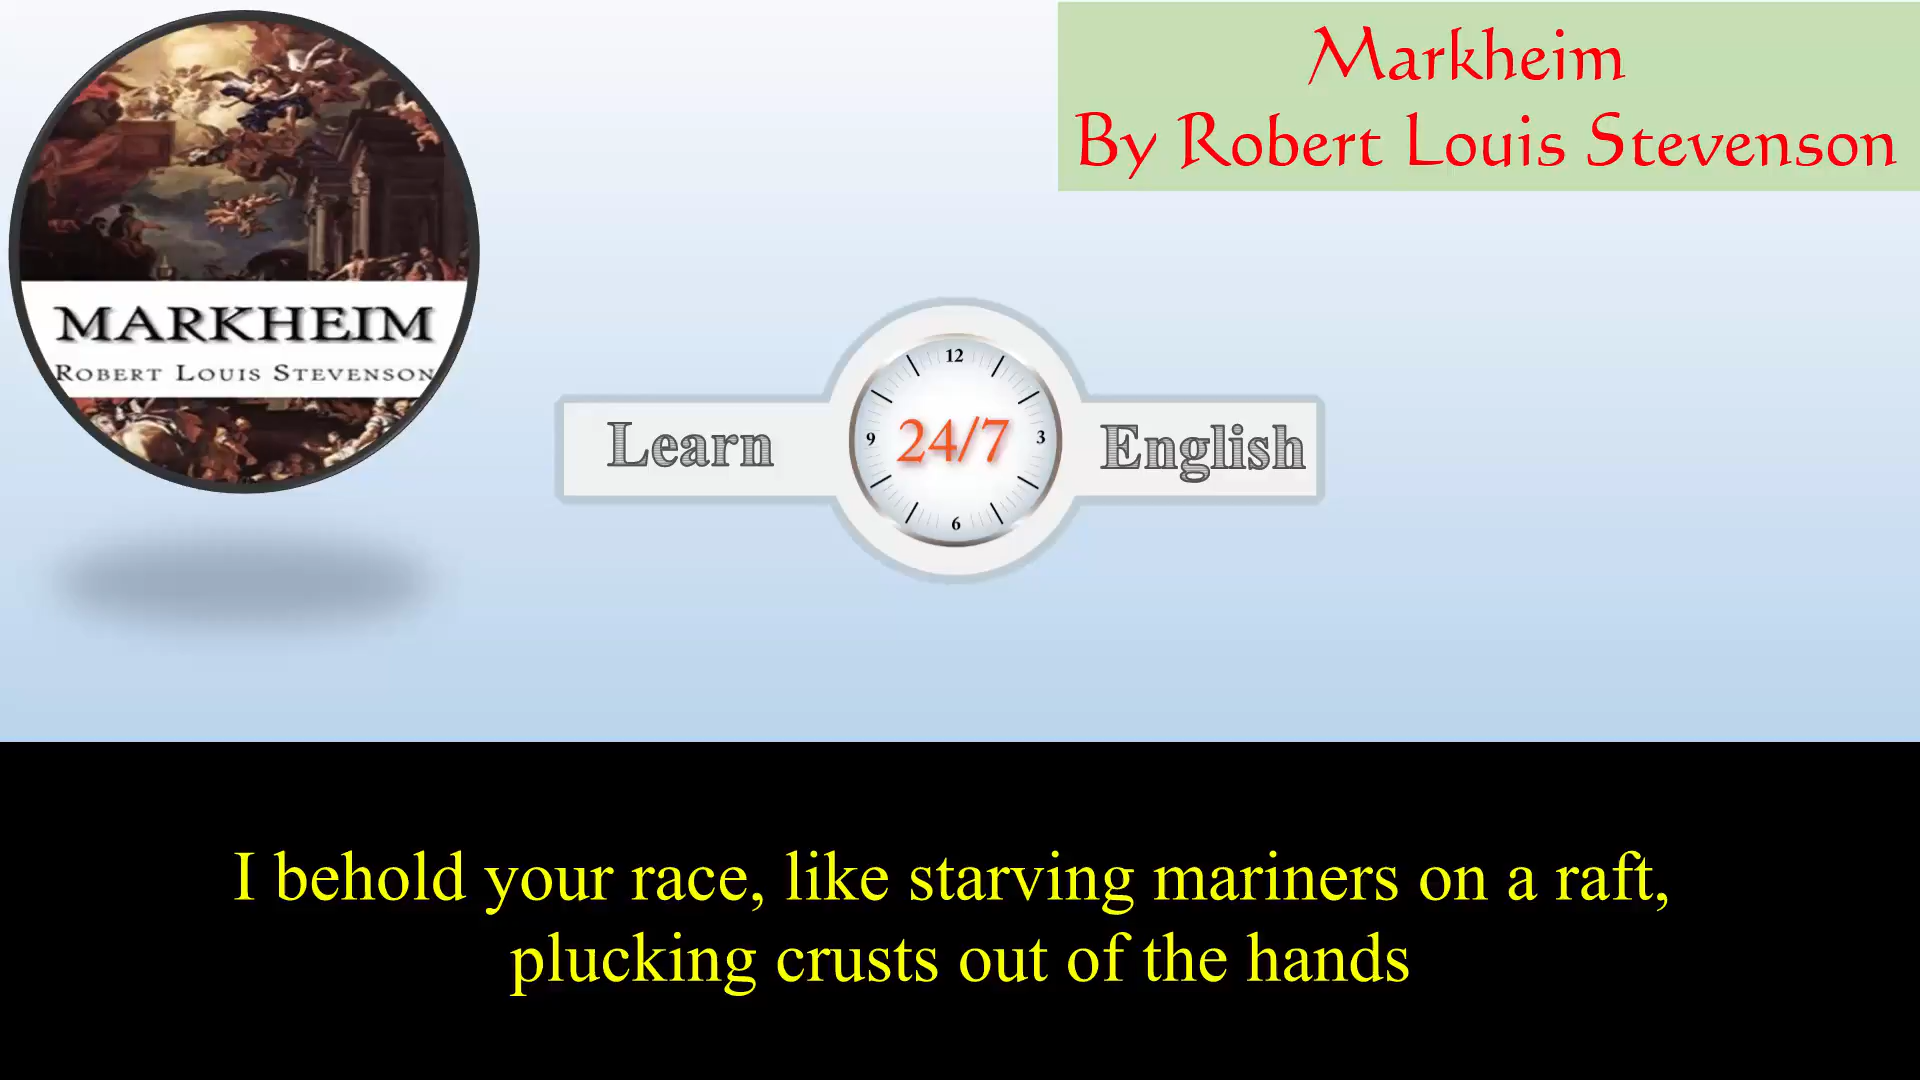 Markheim
By Robert Louis Stevenson
MARKHEIM
ROBERT LOUIS STEVENSON
Learn 24/7 English
12
9
3
6
I behold your race, like starving mariners on a raft,
plucking crusts out of the hands